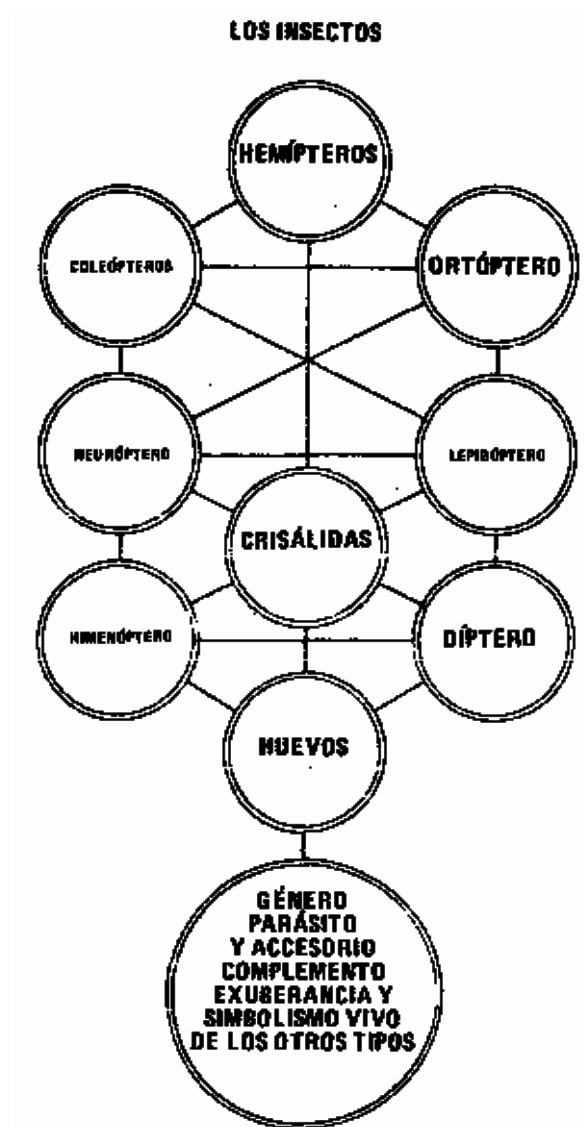 LOS INSECTOS
HEMÍPTEROS
COLEÓPTEROS
ORTÓPTERO
NEURÓPTERO
LEPIDÓPTERO
CRISÁLIDAS
HIMENÓPTERO
DÍPTERO
HUEVOS
GÉNERO
PARÁSITO
Y ACCESORIO
COMPLEMENTO
EXUBERANCIA Y
SIMBOLISMO VIVO
DE LOS OTROS TIPOS